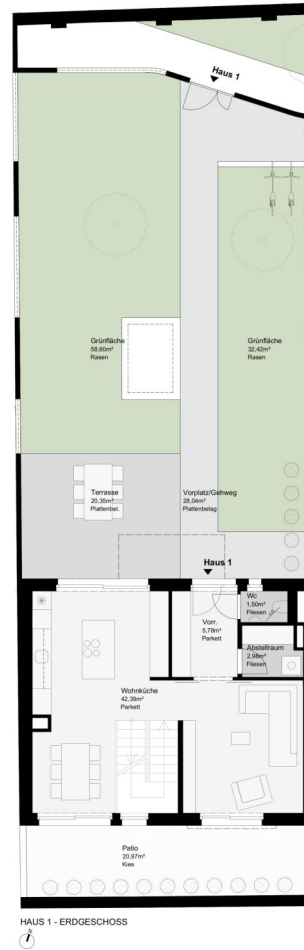 Haus 1
Grünfläche
58,60m²
Rasen
Grünfläche
32,42m²
Rasen
Terrasse
20,35m²
Plattenbel.
Vorplatz/Gehweg
28,04m²
Plattenbelag
Haus 1
Wc
1,50m²
Fliesen
Vorr.
5,78m²
Parkett
Abstellraum
2,98m²
Fliesen
Wohnküche
42,39m²
Parkett
Patio
20,97m²
Kies
HAUS 1 - ERDGESCHOSS
N